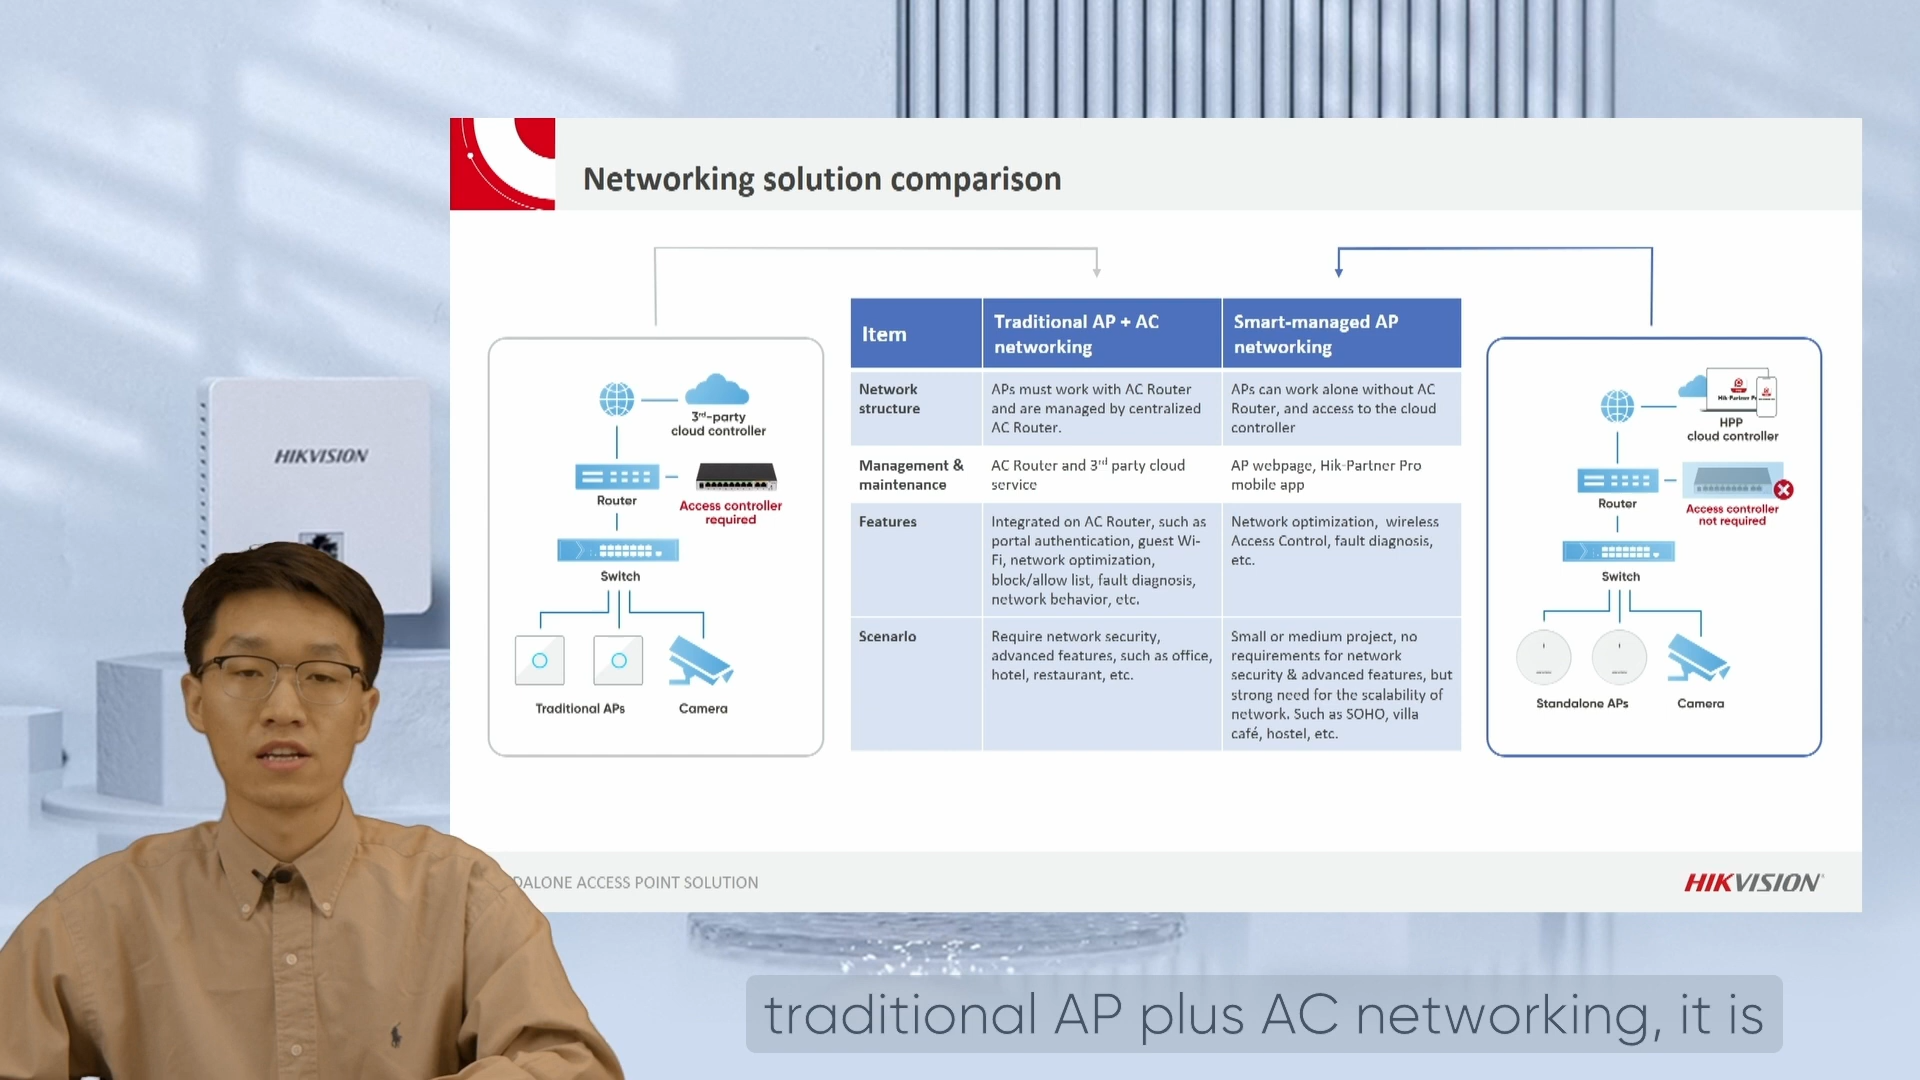 Networking solution comparison
HIKVISION
3rd-party
cloud controller
Router
Access controller
required
Switch
Traditional APs
Camera
Item
Traditional AP + AC
networking
Smart-managed AP
networking
Network
structure
APs must work with AC Router
and are managed by centralized
AC Router.
APs can work alone without AC
Router, and access to the cloud
controller
Management &
maintenance
AC Router and 3rd party cloud
service
AP webpage, Hik-Partner Pro
mobile app
Features
Integrated on AC Router, such as
portal authentication, guest Wi-
Fi, network optimization,
block/allow list, fault diagnosis,
network behavior, etc.
Network optimization, wireless
Access Control, fault diagnosis,
etc.
Scenario
Require network security,
advanced features, such as office,
hotel, restaurant, etc.
Small or medium project, no
requirements for network
security & advanced features, but
strong need for the scalability of
network. Such as SOHO, villa
café, hostel, etc.
HPP
cloud controller
Router
Access controller
not required
Switch
Standalone APs
Camera
DALONE ACCESS POINT SOLUTION
HIKVISION
traditional AP plus AC networking, it is